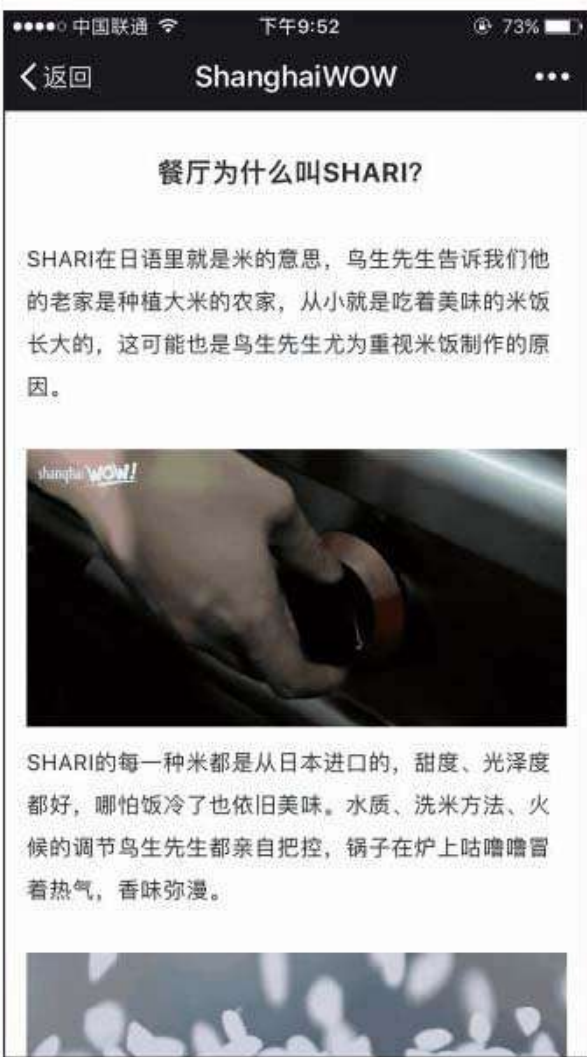 中国联通 下午9:52 73%
返回 ShanghaiWOW
餐厅为什么叫SHARI?
SHARI在日语里就是米的意思，鸟生先生告诉我们他
的老家是种植大米的农家，从小就是吃着美味的米饭
长大的，这可能也是鸟生先生尤为重视米饭制作的原
因。
shanghai WOW!
SHARI的每一种米都是从日本进口的，甜度、光泽度
都好，哪怕饭冷了也依旧美味。水质、洗米方法、火
候的调节鸟生先生都亲自把控，锅子在炉上咕噜噜冒
着热气，香味弥漫。